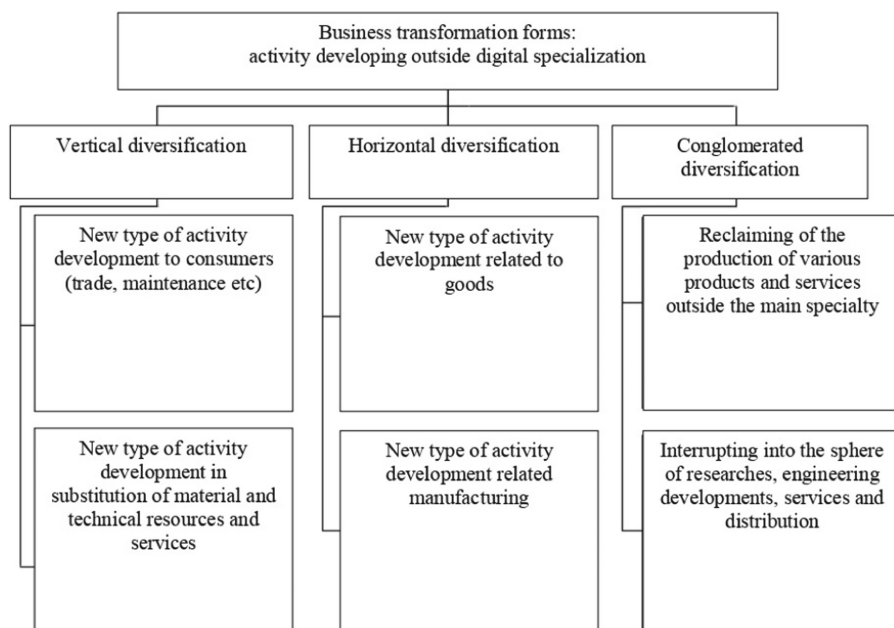 Business transformation forms:
activity developing outside digital specialization
Vertical diversification
Horizontal diversification
Conglomerated
diversification
New type of activity
development to consumers
(trade, maintenance etc)
New type of activity
development related to
goods
Reclaiming of the
production of various
products and services
outside the main specialty
New type of activity
development in
substitution of material and
technical resources and
services
New type of activity
development related
manufacturing
Interrupting into the sphere
of researches, engineering
developments, services and
distribution